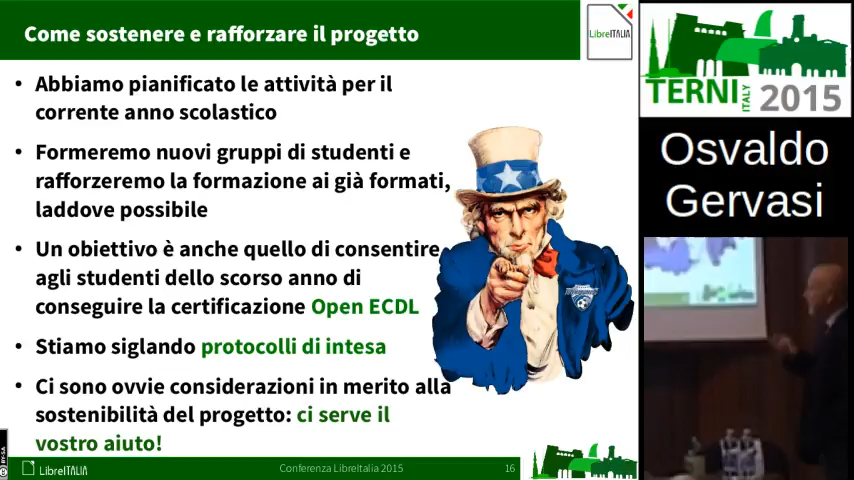 Come sostenere e rafforzare il progetto
LibreITALIA
• Abbiamo pianificato le attività per il
corrente anno scolastico
• Formeremo nuovi gruppi di studenti e
rafforzeremo la formazione ai già formati,
laddove possibile
• Un obiettivo è anche quello di consentire
agli studenti dello scorso anno di
conseguire la certificazione Open ECDL
• Stiamo siglando protocolli di intesa
• Ci sono ovvie considerazioni in merito alla
sostenibilità del progetto: ci serve il
vostro aiuto!
BY-SA
LibreITALIA
Conferenza LibreItalia 2015
16
TERNI
ITALY
2015
Osvaldo
Gervasi